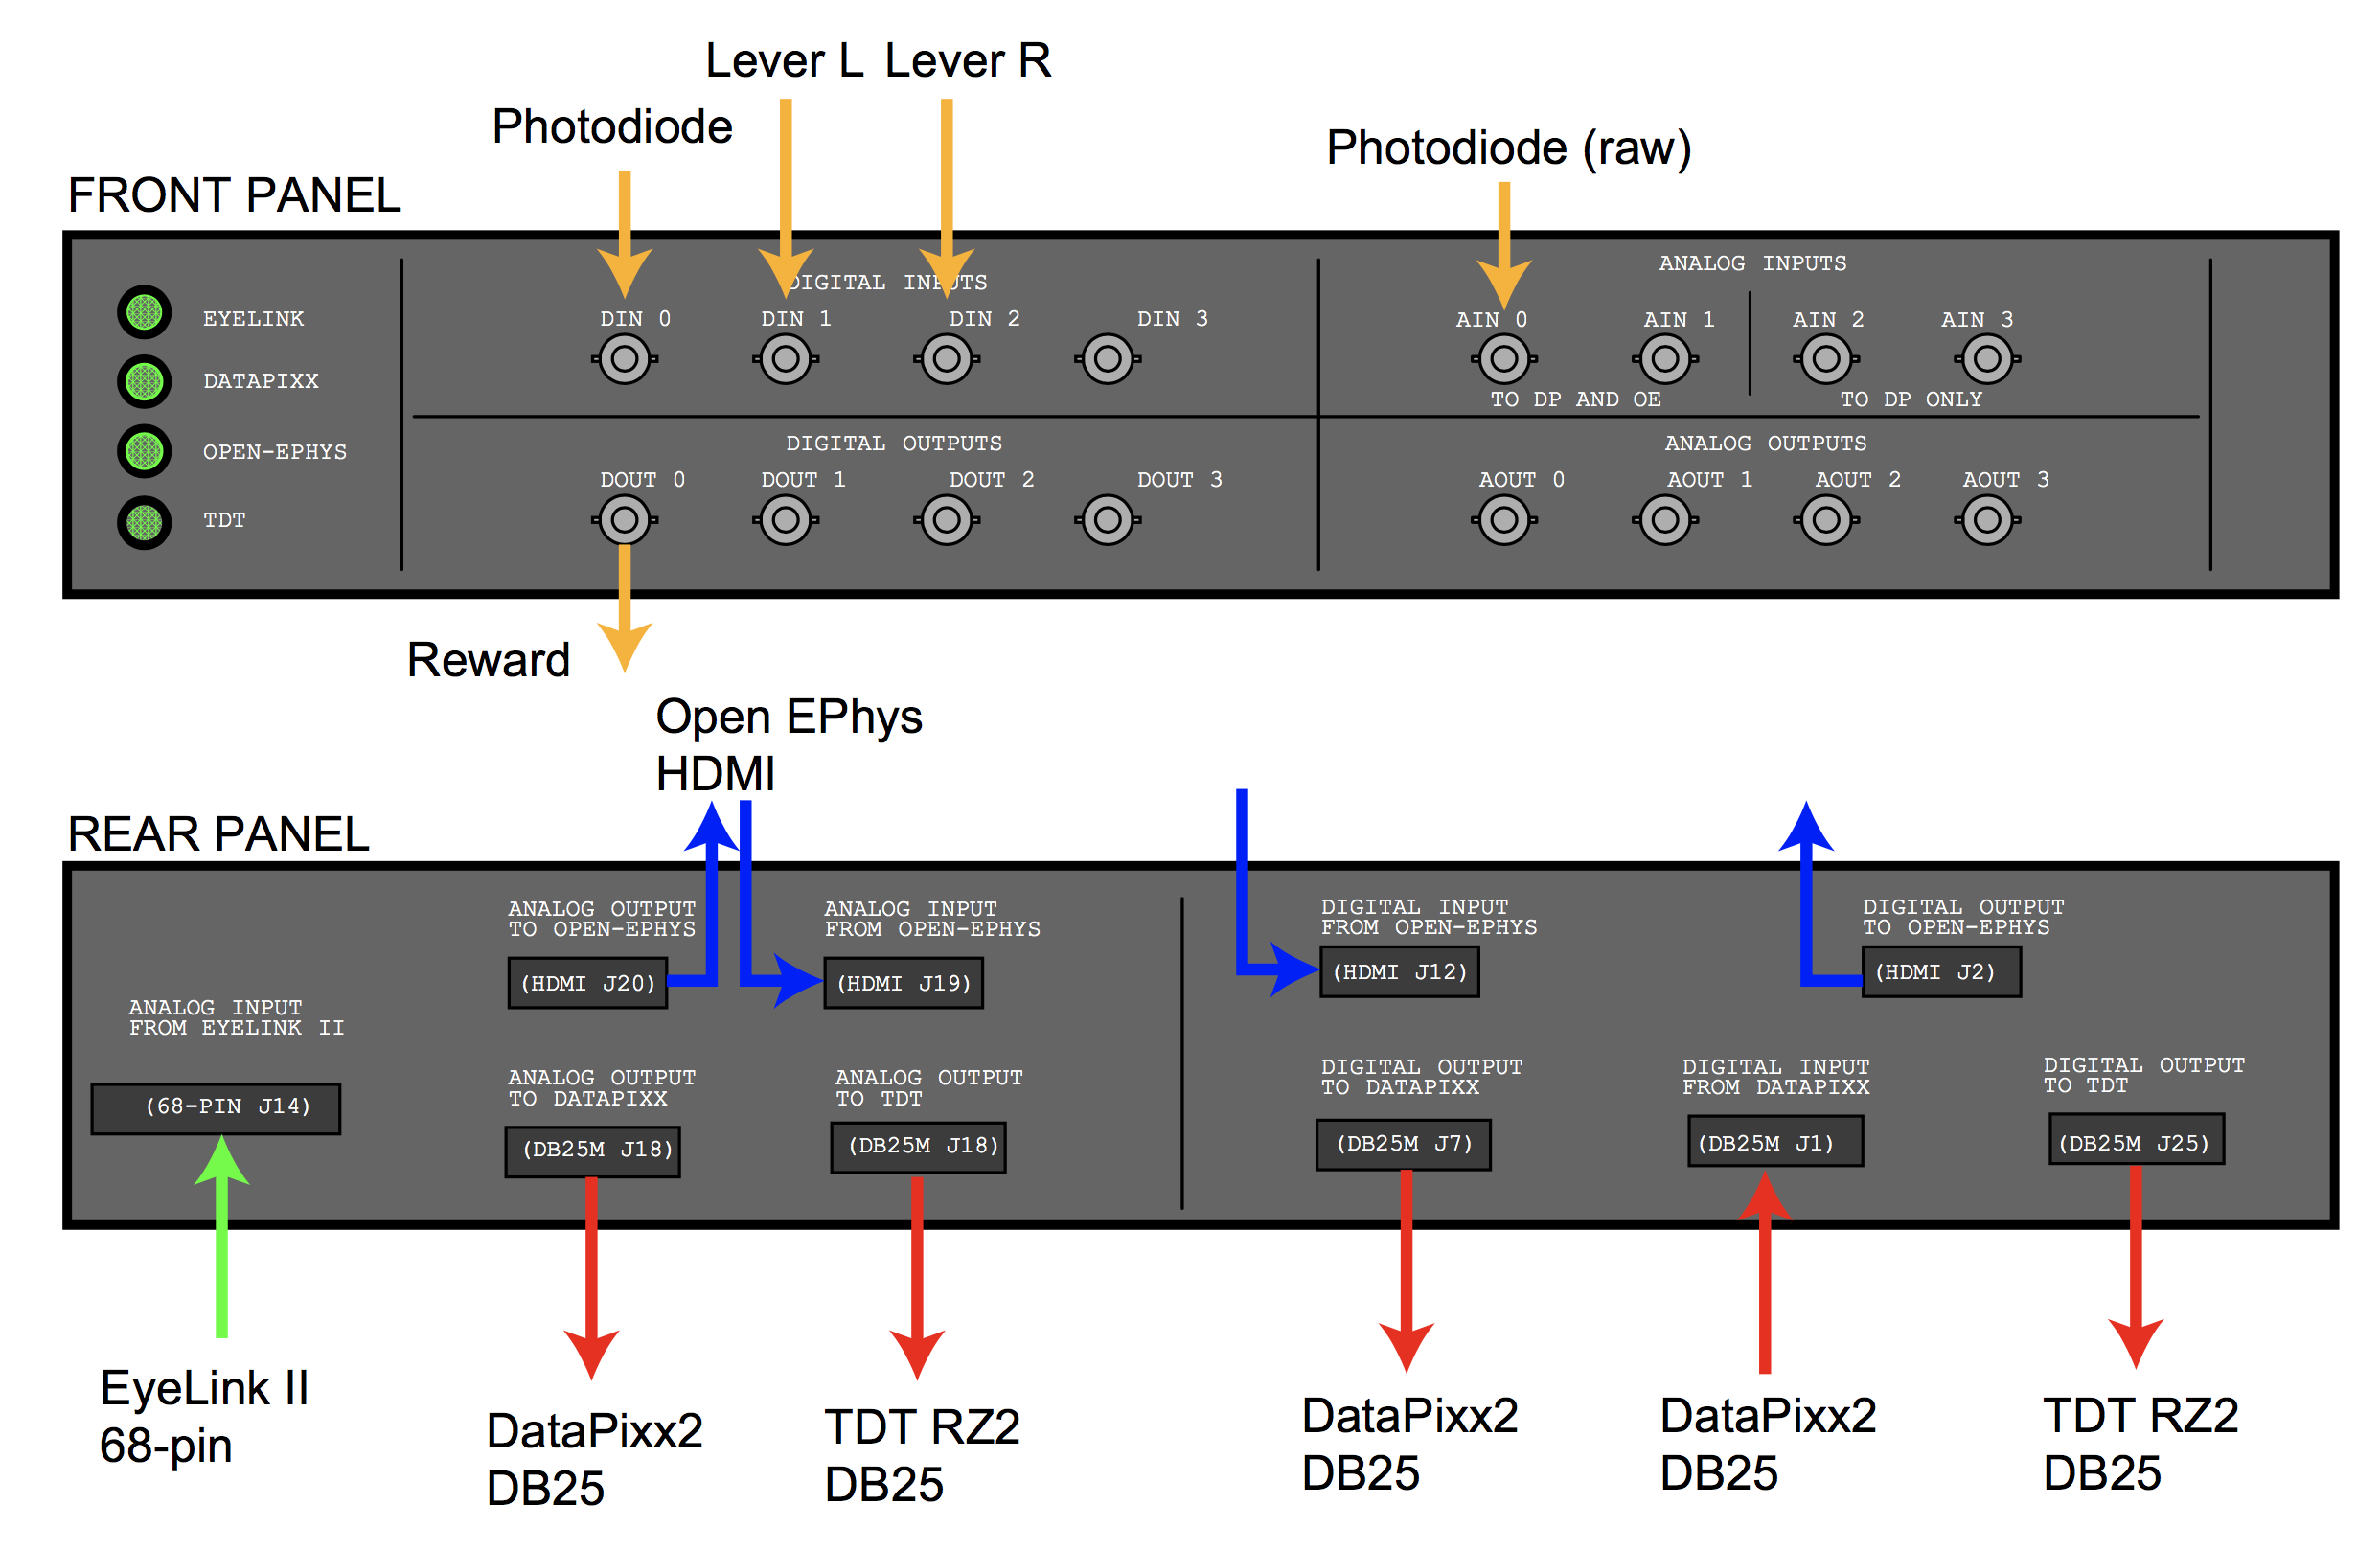 Lever L Lever R
Photodiode
Photodiode (raw)
FRONT PANEL
EYELINK
DATAPIXX
OPEN-EPHYS
TDT
DIGITAL INPUTS
DIN 0 DIN 1 DIN 2 DIN 3
DIGITAL OUTPUTS
DOUT 0 DOUT 1 DOUT 2 DOUT 3
ANALOG INPUTS
AIN 0 AIN 1 AIN 2 AIN 3
TO DP AND OE TO DP ONLY
ANALOG OUTPUTS
AOUT 0 AOUT 1 AOUT 2 AOUT 3
Reward
Open EPhys
HDMI
REAR PANEL
ANALOG INPUT
FROM EYELINK II
(68-PIN J14)
ANALOG OUTPUT
TO OPEN-EPHYS
(HDMI J20)
ANALOG INPUT
FROM OPEN-EPHYS
(HDMI J19)
DIGITAL INPUT
FROM OPEN-EPHYS
(HDMI J12)
DIGITAL OUTPUT
TO OPEN-EPHYS
(HDMI J2)
ANALOG OUTPUT
TO DATAPIXX
(DB25M J18)
ANALOG OUTPUT
TO TDT
(DB25M J18)
DIGITAL OUTPUT
TO DATAPIXX
(DB25M J7)
DIGITAL INPUT
FROM DATAPIXX
(DB25M J1)
DIGITAL OUTPUT
TO TDT
(DB25M J25)
EyeLink II
68-pin
DataPixx2
DB25
TDT RZ2
DB25
DataPixx2
DB25
DataPixx2
DB25
TDT RZ2
DB25